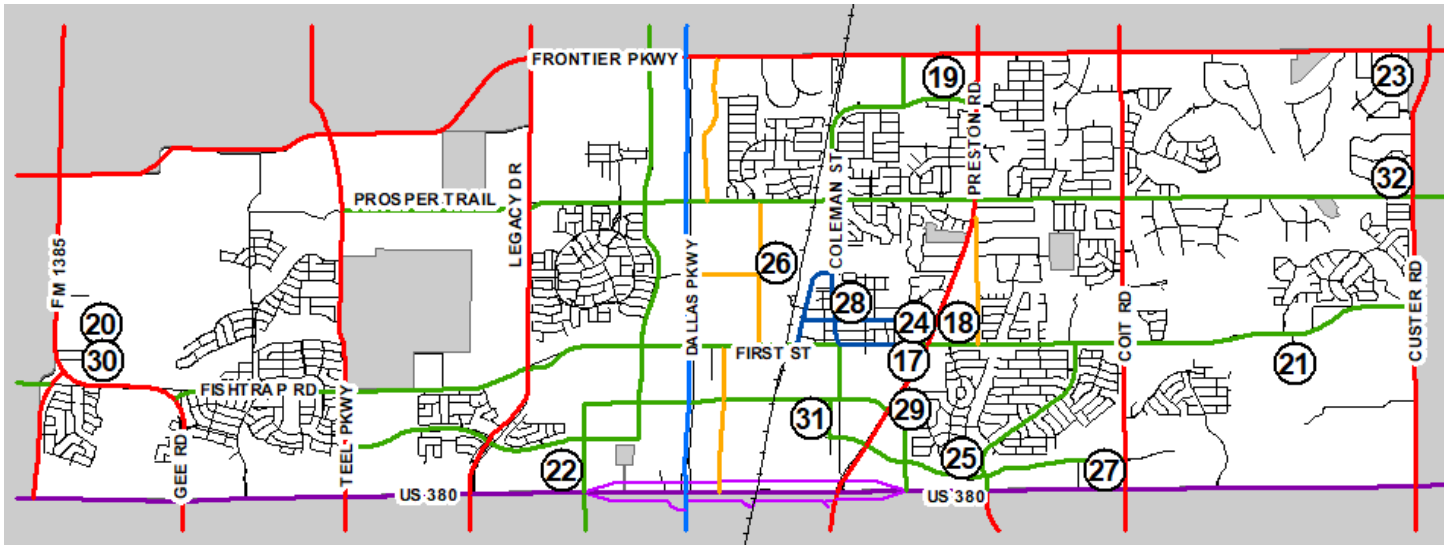 FRONTIER PKWY
19
23
PRESTON RD
COLEMAN ST
32
PROSPER TRAIL
LEGACY DR
FM 1385
DALLAS PKWY
26
28
20
24
18
30
FIRST ST
17
COIT RD
21
CUSTER RD
FISHTRAP RD
TEEL PKWY
GEE RD
31
29
25
22
27
US 380
US 380